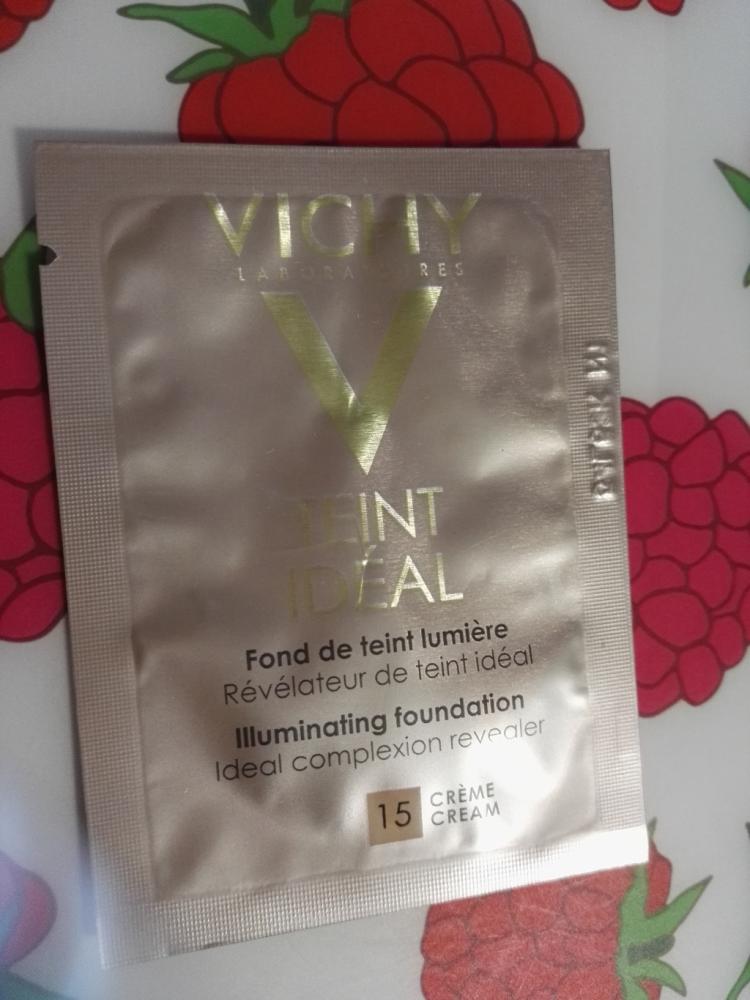 VICHY
LABORATOIRES
V
TEINT
IDÉAL
Fond de teint lumière
Révélateur de teint idéal
Illuminating foundation
Ideal complexion revealer
15 CRÈME
CREAM